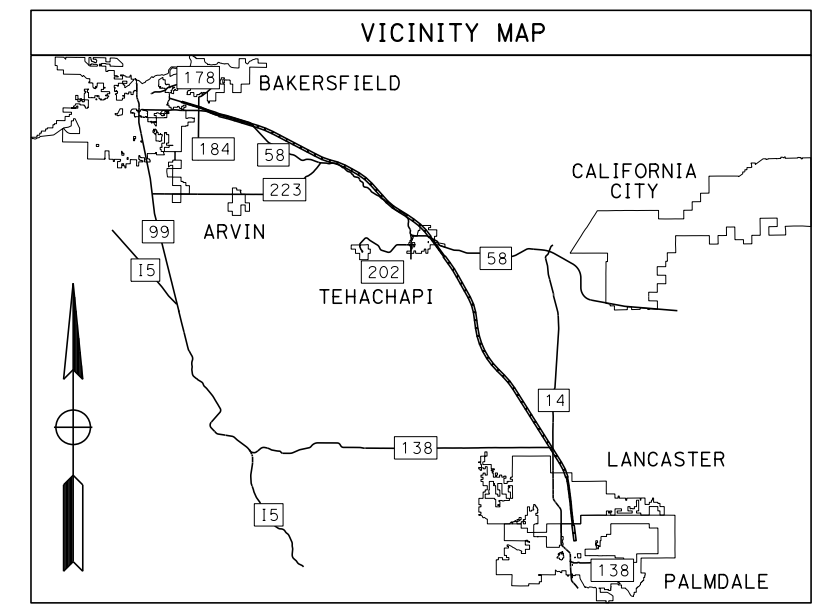 VICINITY MAP
178
BAKERSFIELD
184
58
223
ARVIN
99
I5
CALIFORNIA
CITY
58
202
TEHACHAPI
14
138
LANCASTER
I5
138
PALMDALE